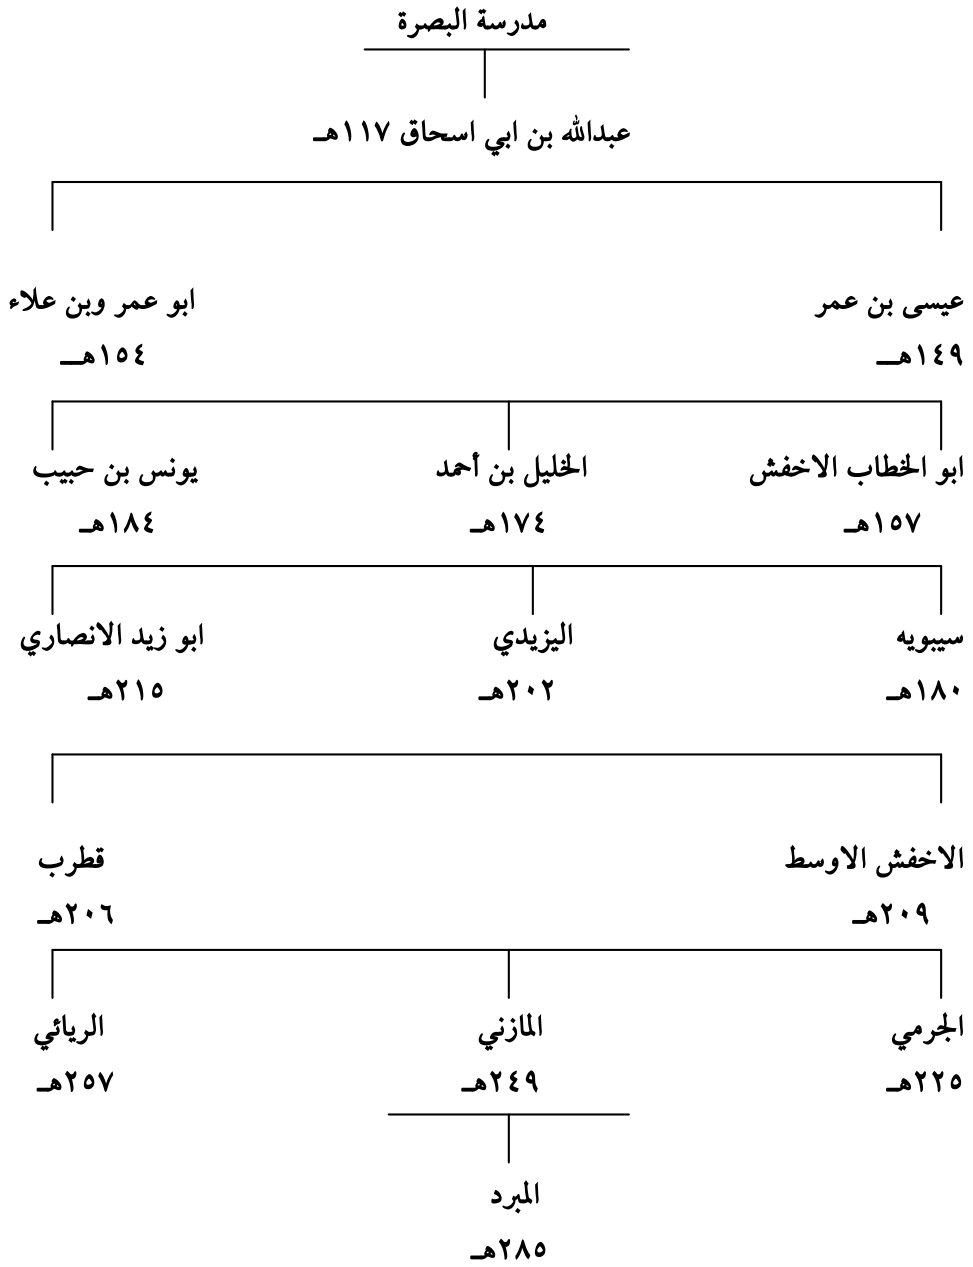 مدرسة البصرة
عبدالله بن ابي اسحاق ١١٧هـ
عيسى بن عمر
ابو عمر وبن علاء
١٤٩هـــ
١٥٤هـــ
ابو الخطاب الاخفش
الخليل بن أحمد
يونس بن حبيب
١٥٧هـ
١٧٤هـ
١٨٤هـ
سيبويه
اليزيدي
ابو زيد الانصاري
١٨٠هـ
٢٠٢هـ
٢١٥هـ
الاخفش الاوسط
قطرب
٢٠٩هـ
٢٠٦هـ
الجرمي
المازني
الريائي
٢٢٥هـ
٢٤٩هـ
٢٥٧هـ
المبرد
٢٨٥هـ